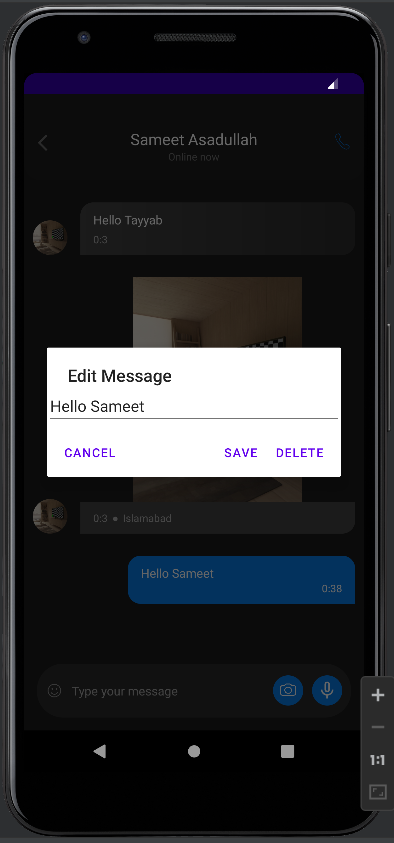 Sameet Asadullah
Online now
Hello Tayyab
0:3
Edit Message
Hello Sameet
CANCEL SAVE DELETE
0:3 ● Islamabad
Hello Sameet
0:38
Type your message
1:1